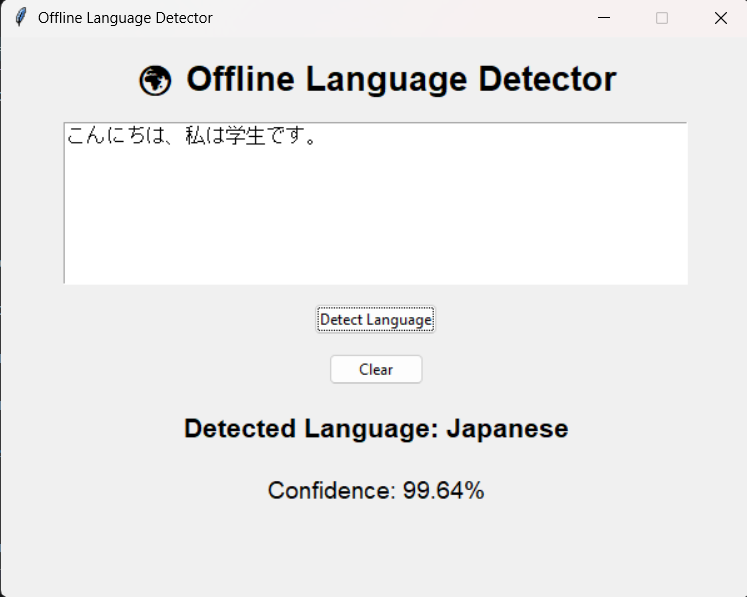 Offline Language Detector
🌍 Offline Language Detector
こんにちは、私は学生です。
Detect Language
Clear
Detected Language: Japanese
Confidence: 99.64%